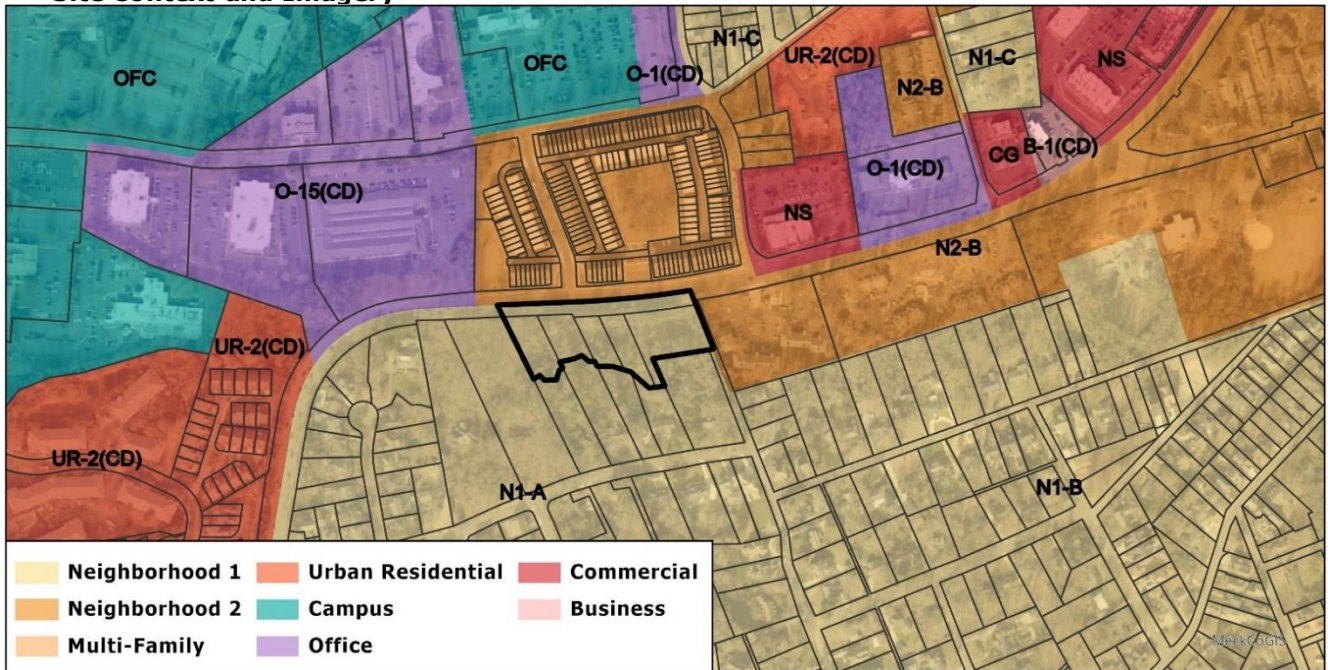 Site Context and Imagery
OFC
OFC
O-1(CD)
N1-C
UR-2(CD)
N2-B
N1-C
NS
CG
B-1(CD)
O-15(CD)
O-1(CD)
NS
N2-B
UR-2(CD)
UR-2(CD)
N1-A
N1-B
Neighborhood 1
Urban Residential
Commercial
Neighborhood 2
Campus
Business
Multi-Family
Office
MeckCoGIS